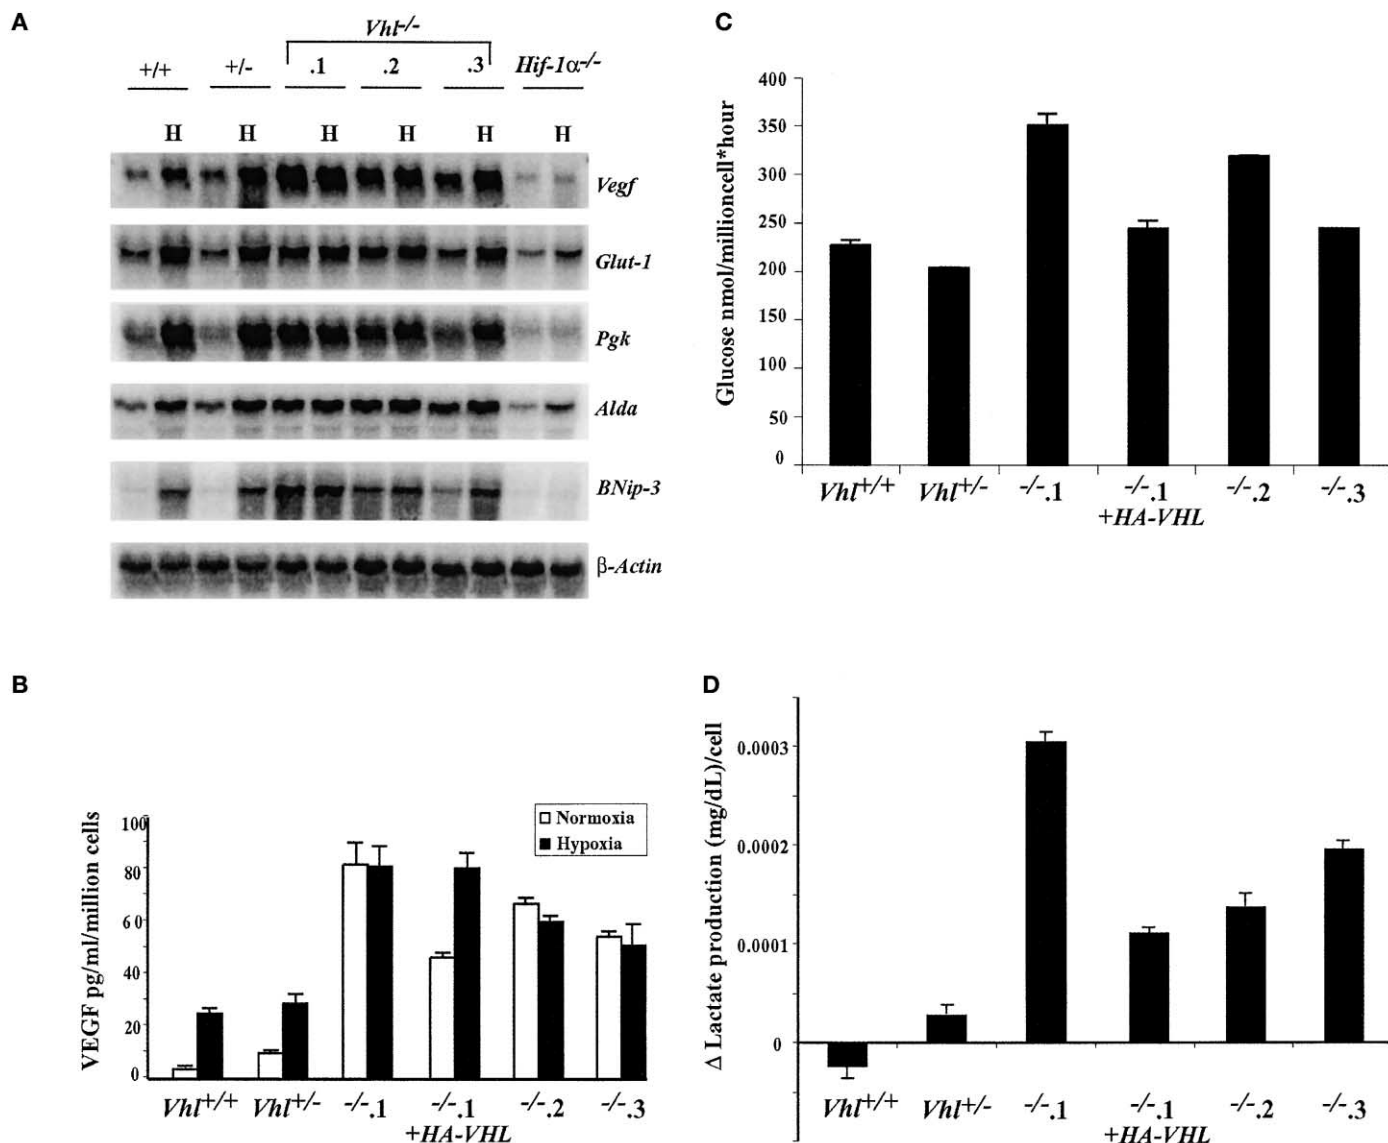 A
Vhl-/-
+/+ +/- .1 .2 .3 Hif-1α-/-
H H H H H H
Vegf
Glut-1
Pgk
Alda
BNip-3
β-Actin
B
VEGF pg/ml/million cells
100
80
60
40
20
0
Normoxia
Hypoxia
Vhl+/+ Vhl+/- -/-.1 -/-.1 -/-.2 -/-.3
+HA-VHL
C
Glucose nmol/millioncell*hour
400
350
300
250
200
150
100
50
0
Vhl+/+ Vhl+/- -/-.1 -/-.1 -/-.2 -/-.3
+HA-VHL
D
Δ Lactate production (mg/dL)/cell
0.0003
0.0002
0.0001
0
Vhl+/+ Vhl+/- -/-.1 -/-.1 -/-.2 -/-.3
+HA-VHL